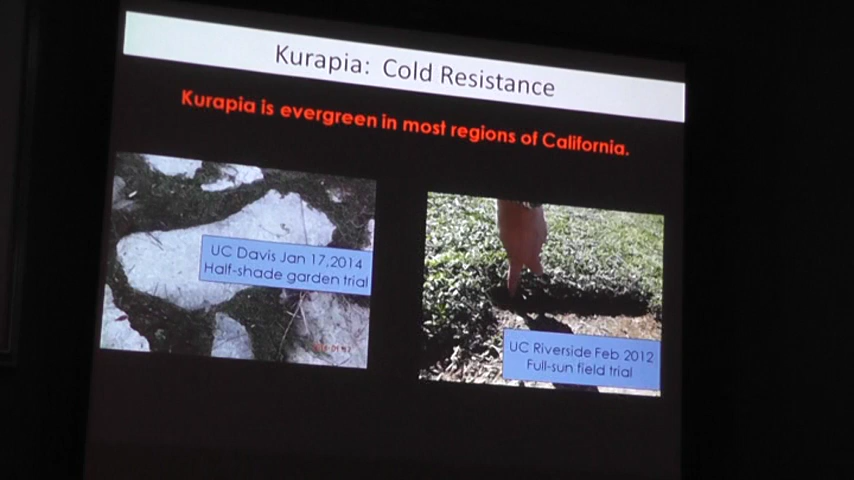 Kurapia: Cold Resistance
Kurapia is evergreen in most regions of California.
UC Davis Jan 17,2014
Half-shade garden trial
UC Riverside Feb 2012
Full-sun field trial